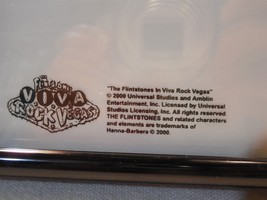 The
Flintstones
in
VIVA
ROCK VEGAS
"The Flintstones In Viva Rock Vegas"
© 2000 Universal Studios and Amblin
Entertainment, Inc. Licensed by Universal
Studios Licensing, Inc. All rights reserved
THE FLINTSTONES and related characters
and elements are trademarks of
Hanna-Barbera © 2000.